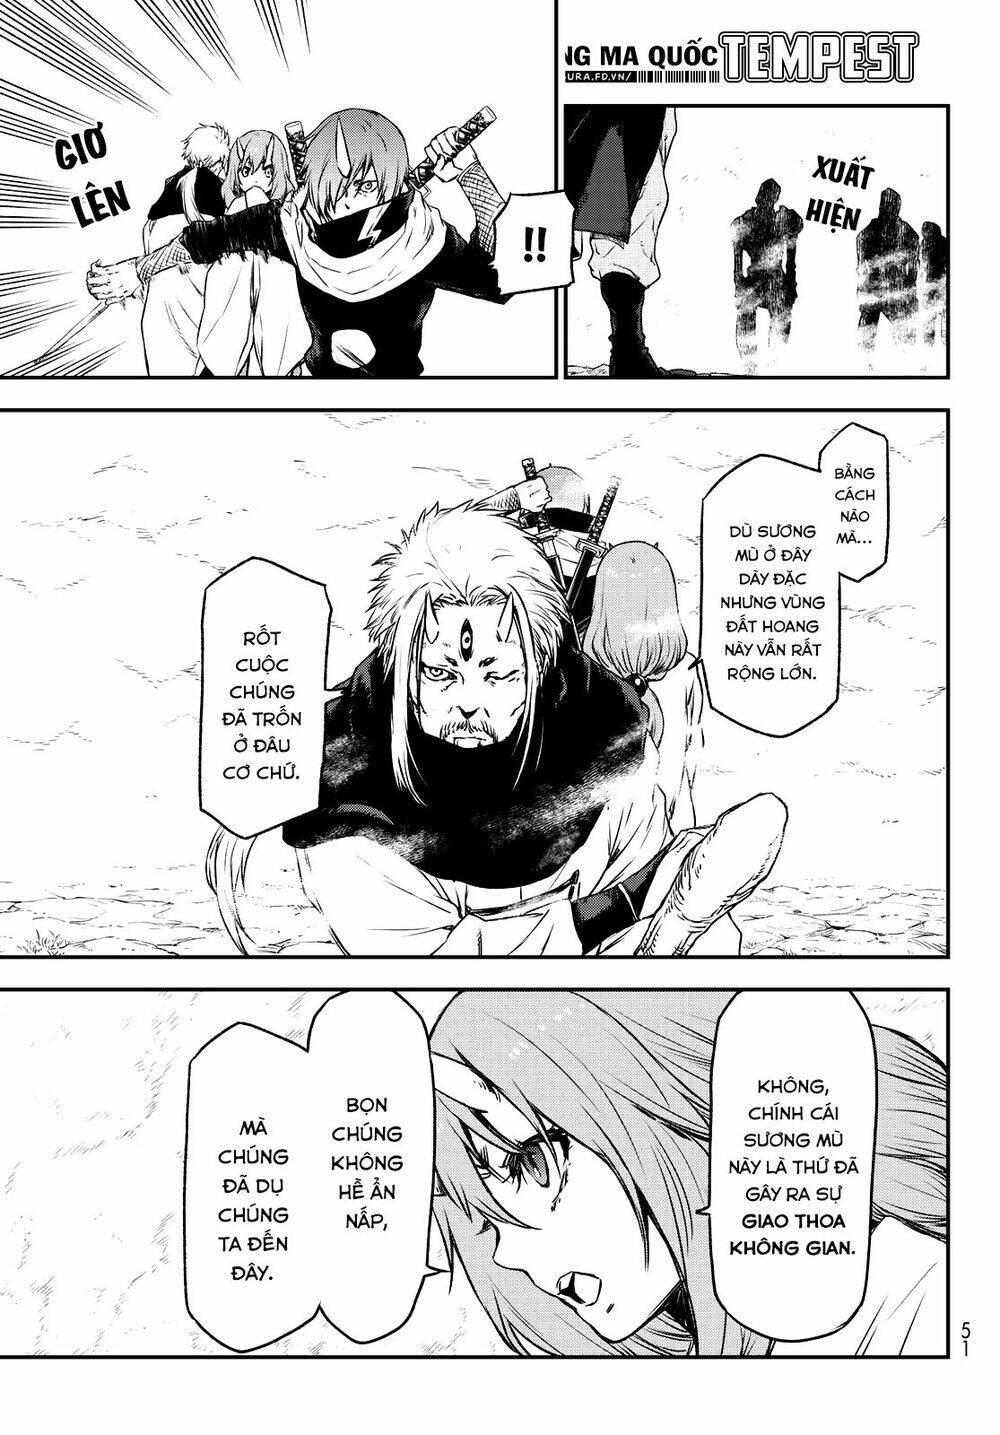 NG MA QUỐC TEMPEST
URA.FD.VN/
XUẤT
HIỆN
GIƠ
LÊN
!!
BẰNG
CÁCH
NÀO
MÀ...
DÙ SƯƠNG
MÙ Ở ĐÂY
DÀY ĐẶC
NHƯNG VÙNG
ĐẤT HOANG
NÀY VẪN RẤT
RỘNG LỚN.
RỐT
CUỘC
CHÚNG
ĐÃ TRỐN
Ở ĐÂU
CƠ CHỨ.
KHÔNG,
CHÍNH CÁI
SƯƠNG MÙ
NÀY LÀ THỨ ĐÃ
GÂY RA SỰ
GIAO THOA
KHÔNG GIAN.
BỌN
CHÚNG
KHÔNG
HỀ ẨN
NẤP,
MÀ
CHÚNG
ĐÃ DỤ
CHÚNG
TA ĐẾN
ĐÂY.
51